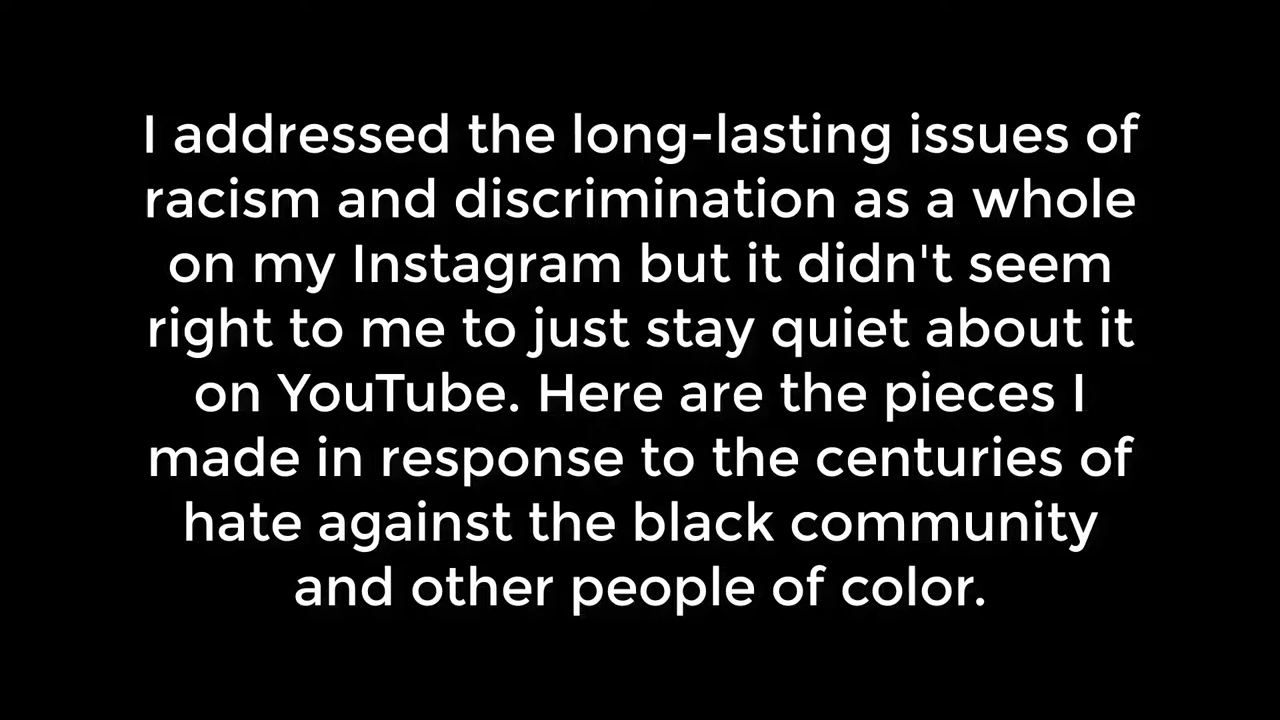 I addressed the long-lasting issues of
racism and discrimination as a whole
on my Instagram but it didn't seem
right to me to just stay quiet about it
on YouTube. Here are the pieces I
made in response to the centuries of
hate against the black community
and other people of color.